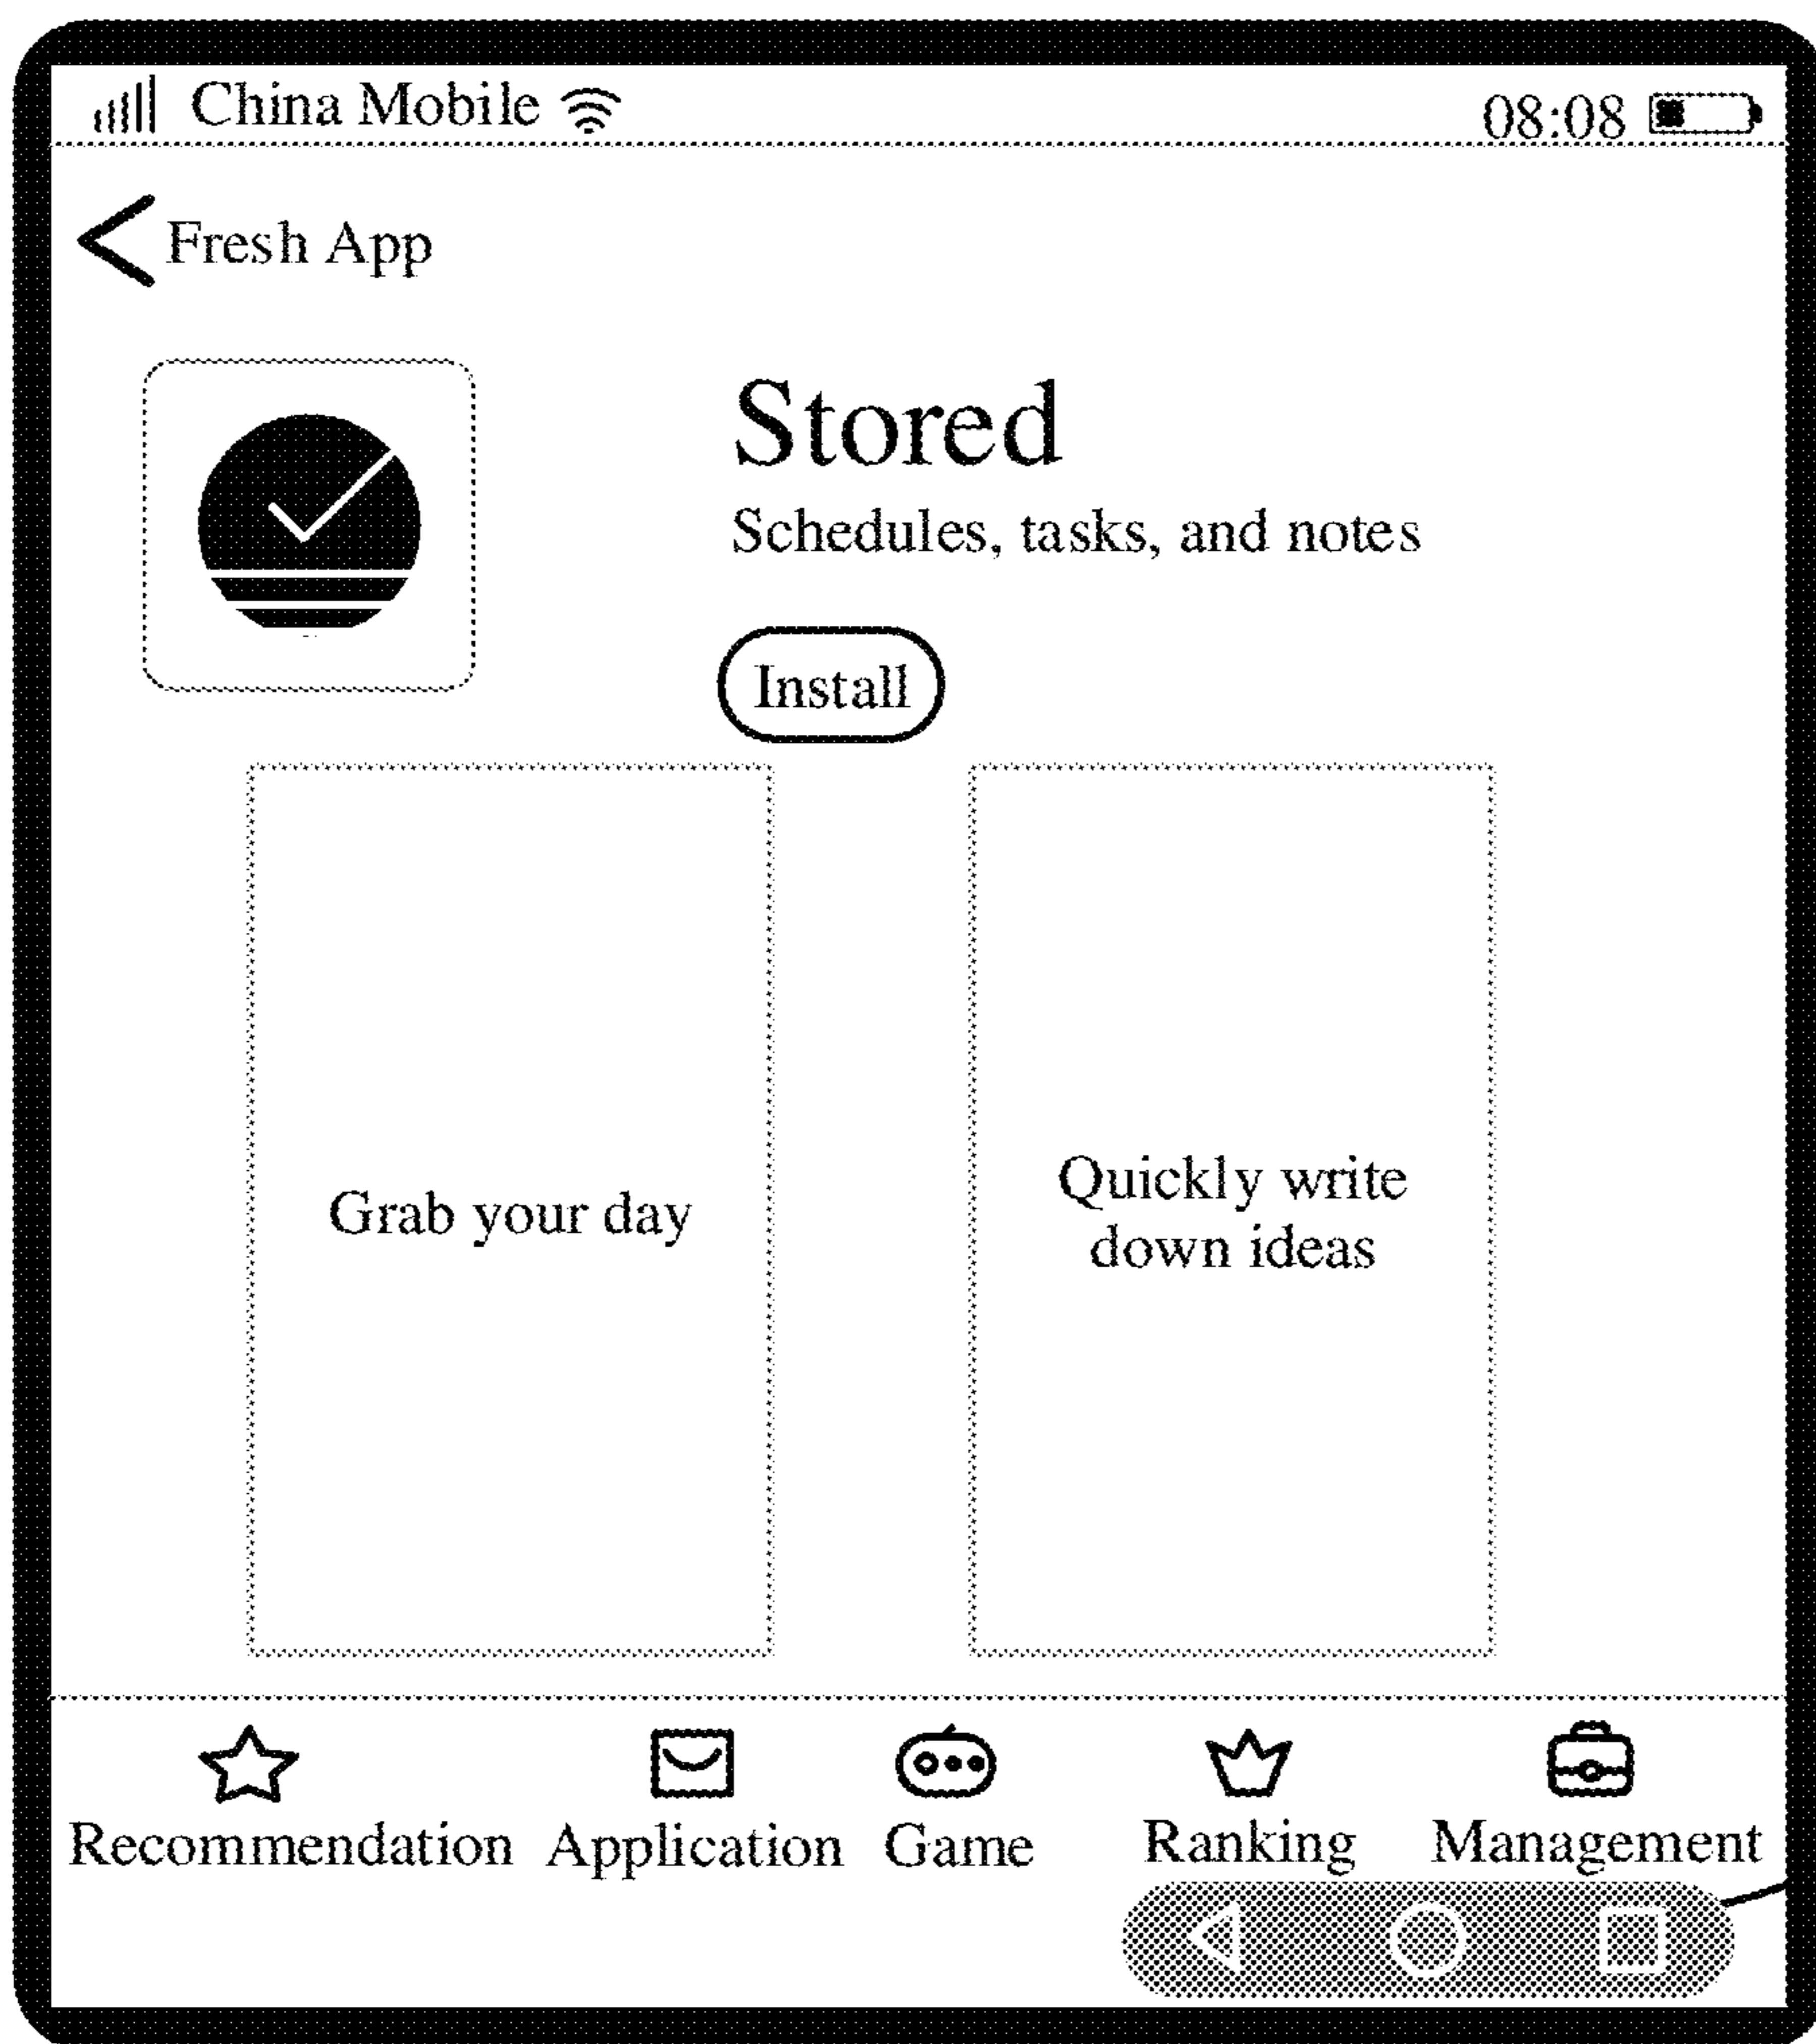 China Mobile
08:08
Fresh App
Stored
Schedules, tasks, and notes
Install
Grab your day
Quickly write
down ideas
Recommendation
Application
Game
Ranking
Management